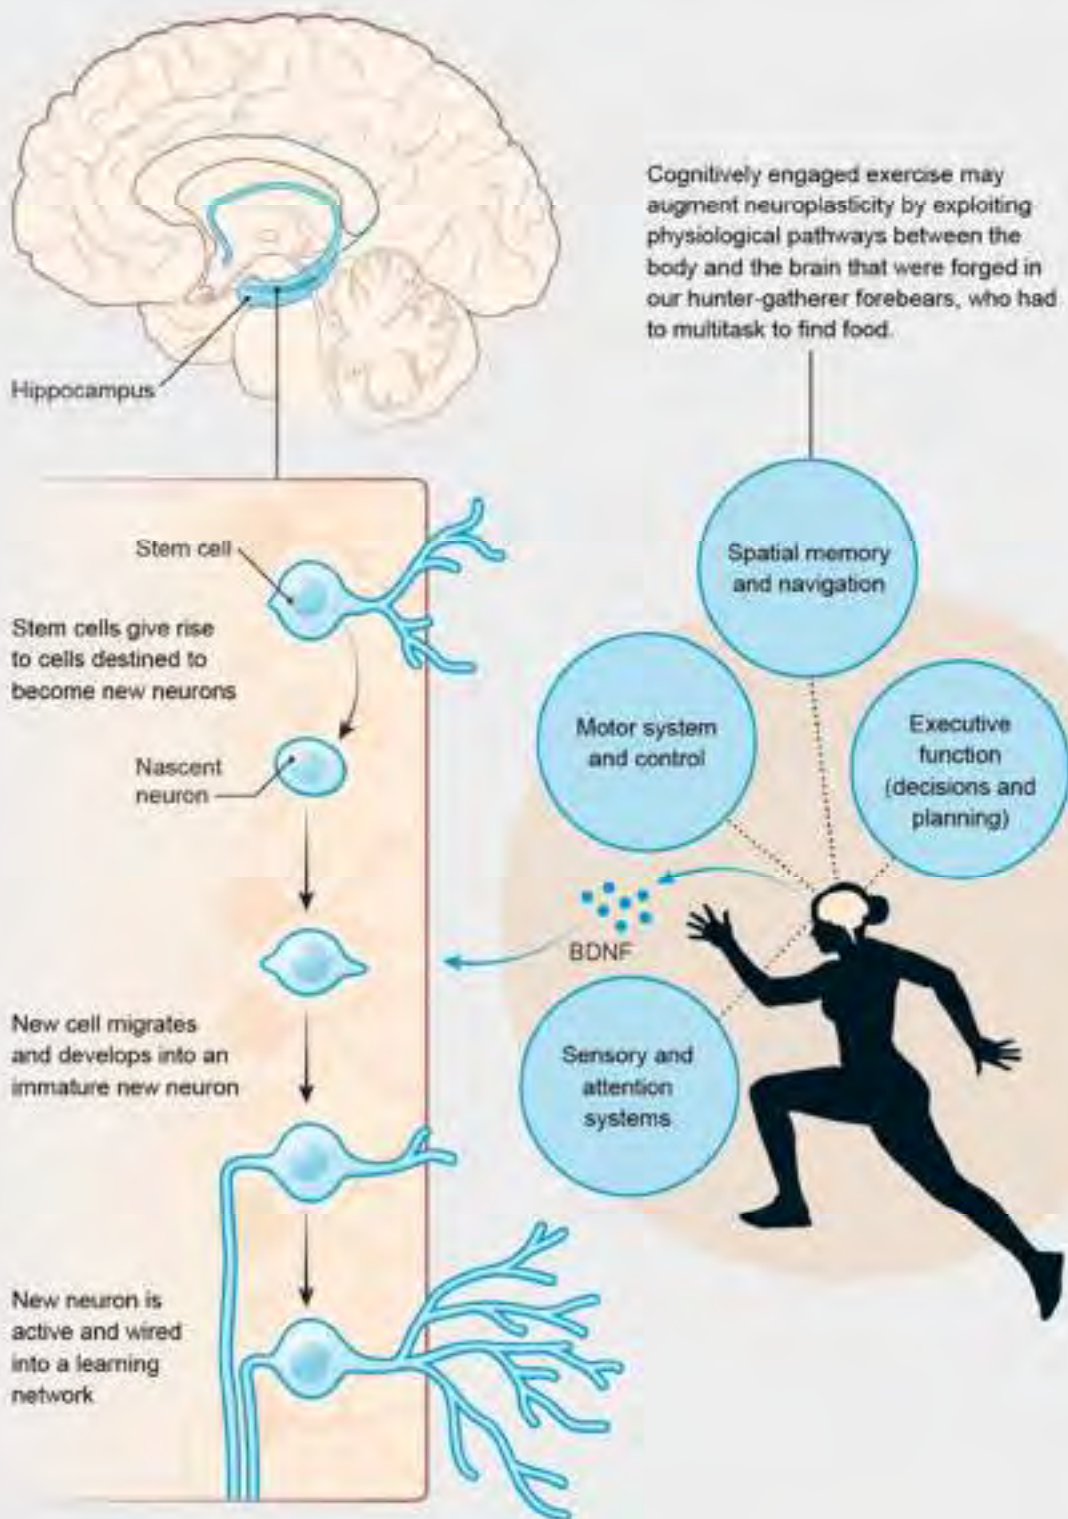 Cognitively engaged exercise may
augment neuroplasticity by exploiting
physiological pathways between the
body and the brain that were forged in
our hunter-gatherer forebears, who had
to multitask to find food.
Hippocampus
Stem cell
Stem cells give rise
to cells destined to
become new neurons
Nascent
neuron
New cell migrates
and develops into an
immature new neuron
New neuron is
active and wired
into a learning
network
Spatial memory
and navigation
Motor system
and control
Executive
function
(decisions and
planning)
BDNF
Sensory and
attention
systems